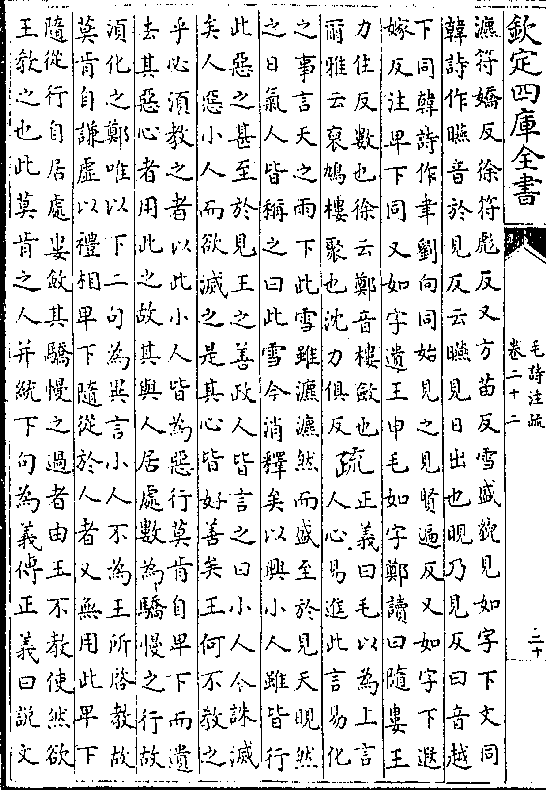 欽定四庫全書
毛詩注疏
卷二十二
二十
瀌符嬌反徐符彪反又方苗反雪盛貌見如字下文同
韓詩作曣音於見反云曣見日出也晛乃見反曰音越
下同韓詩作聿劉向同始見之見賢遍反又如字下遐
嫁反注卑下同又如字遺王申毛如字鄭讀曰隨婁王
力住反數也徐云鄭音樓斂也
爾雅云裒鳩樓聚也沈力俱反疏正義曰毛以為上言
人心易進此言易化
之事言天之雨下此雪雖瀌瀌然而盛至於見天晛然
之日氣人皆稱之曰此雪今消釋矣以興小人雖皆行
此惡之甚至於見王之善政人皆言之曰小人今誅滅
矣人惡小人而欲滅之是其心皆好善矣王何不教之
乎必須教之者以此小人皆為惡行莫肯自卑下而遺
去其惡心者用此之故其與人居處數為驕慢之行故
須化之鄭唯以下二句為異言小人不為王所啓教故
莫肯自謙虛以禮相卑下隨從於人者又無用此卑下
隨從行自居處婁斂其驕慢之過者由王不教使然欲
王教之也此莫肯之人并統下句為義傳正義曰說文